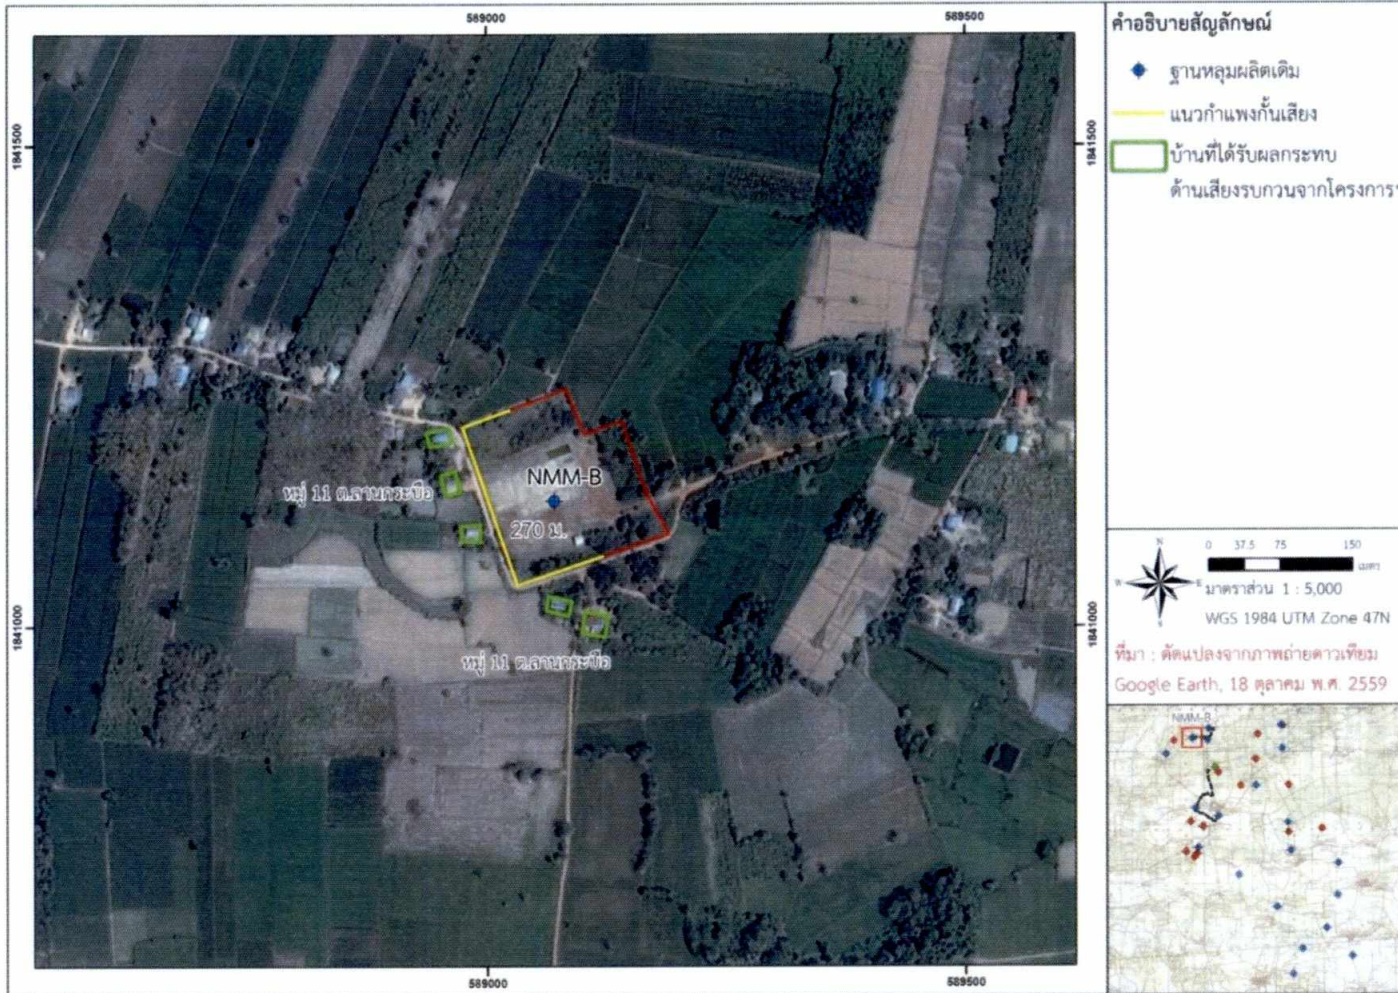 589000
589500
1841500
1841500
NMM-B
หมู่ 11 ต.ลานกระบือ
270 ม.
1841000
1841000
หมู่ 11 ต.ลานกระบือ
589000
589500
คำอธิบายสัญลักษณ์
ฐานหลุมผลิตเดิม
แนวกำแพงกั้นเสียง
บ้านที่ได้รับผลกระทบ
ด้านเสียงรบกวนจากโครงการฯ
N
W
E
S
0 37.5 75 150
เมตร
มาตราส่วน 1 : 5,000
WGS 1984 UTM Zone 47N
ที่มา : ดัดแปลงจากภาพถ่ายดาวเทียม
Google Earth, 18 ตุลาคม พ.ศ. 2559
NMM-B